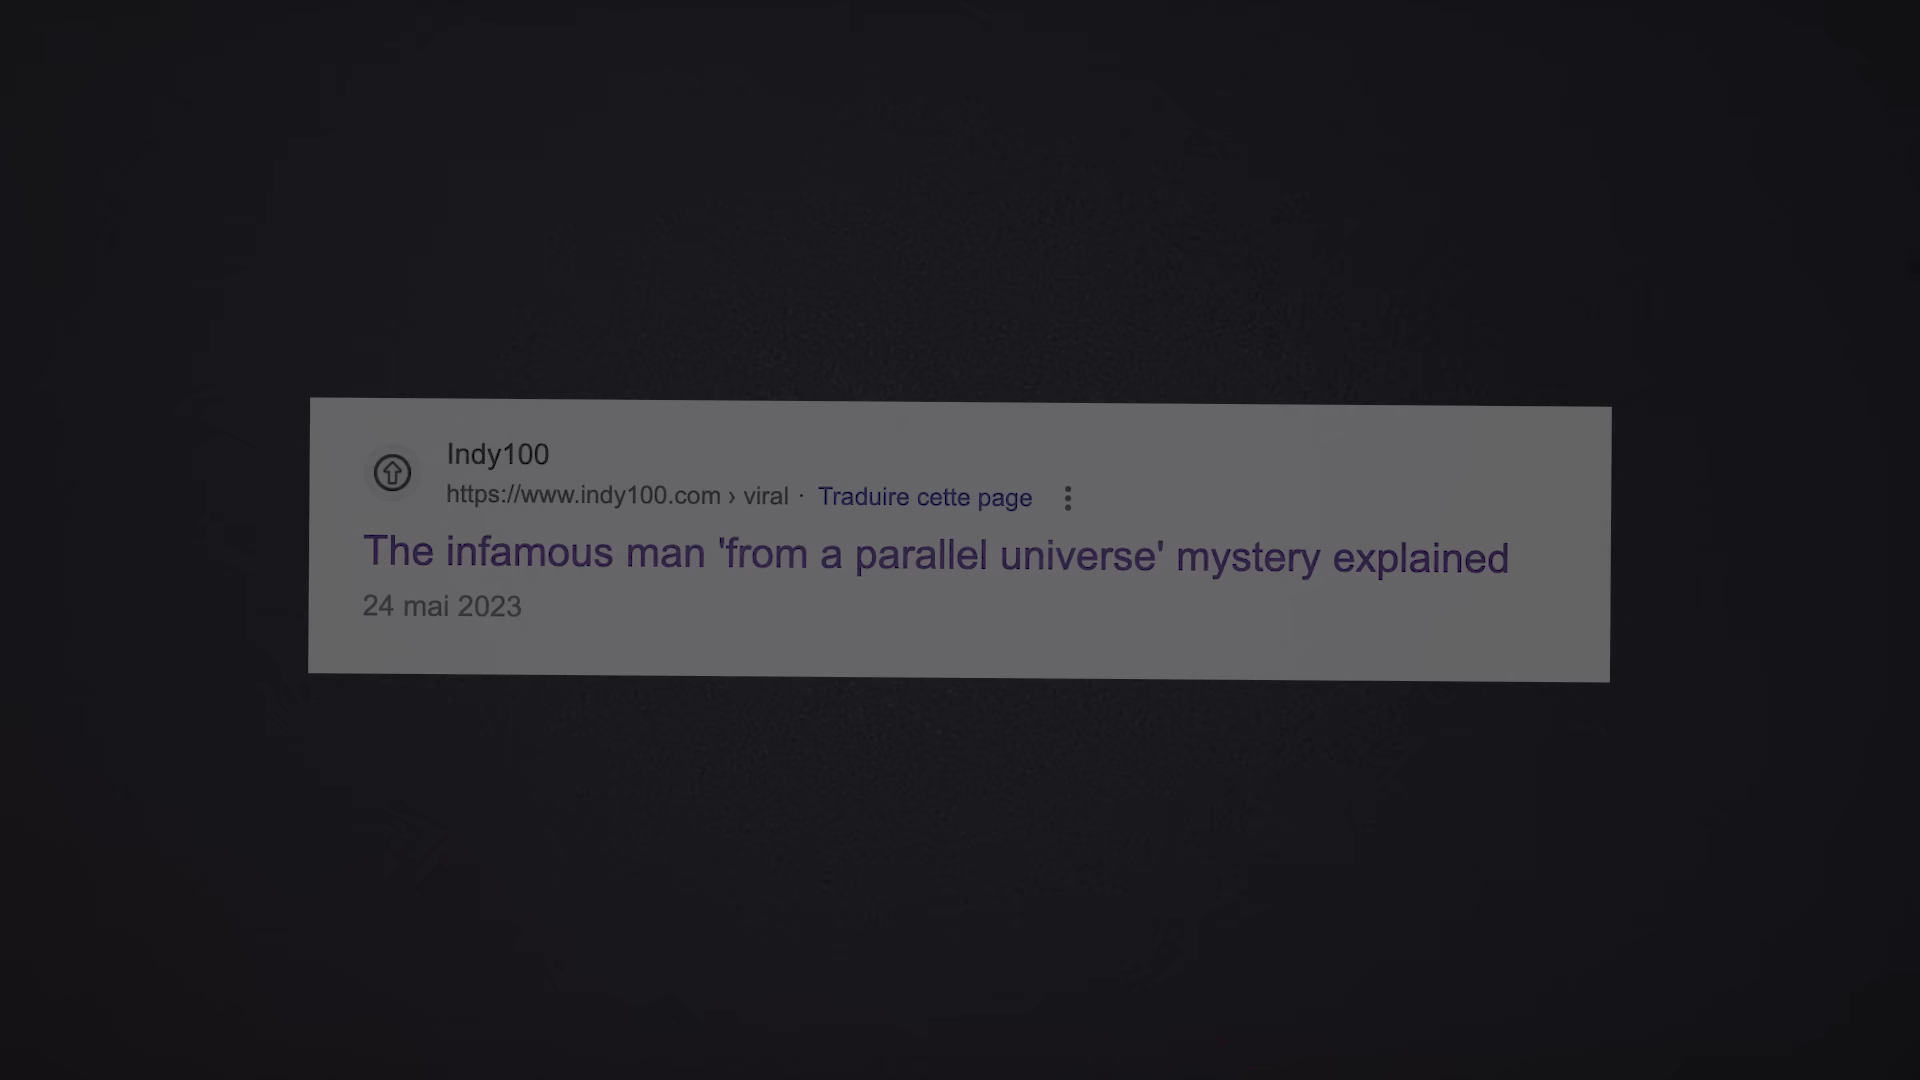 Indy100
https://www.indy100.com › viral · Traduire cette page
The infamous man 'from a parallel universe' mystery explained
24 mai 2023